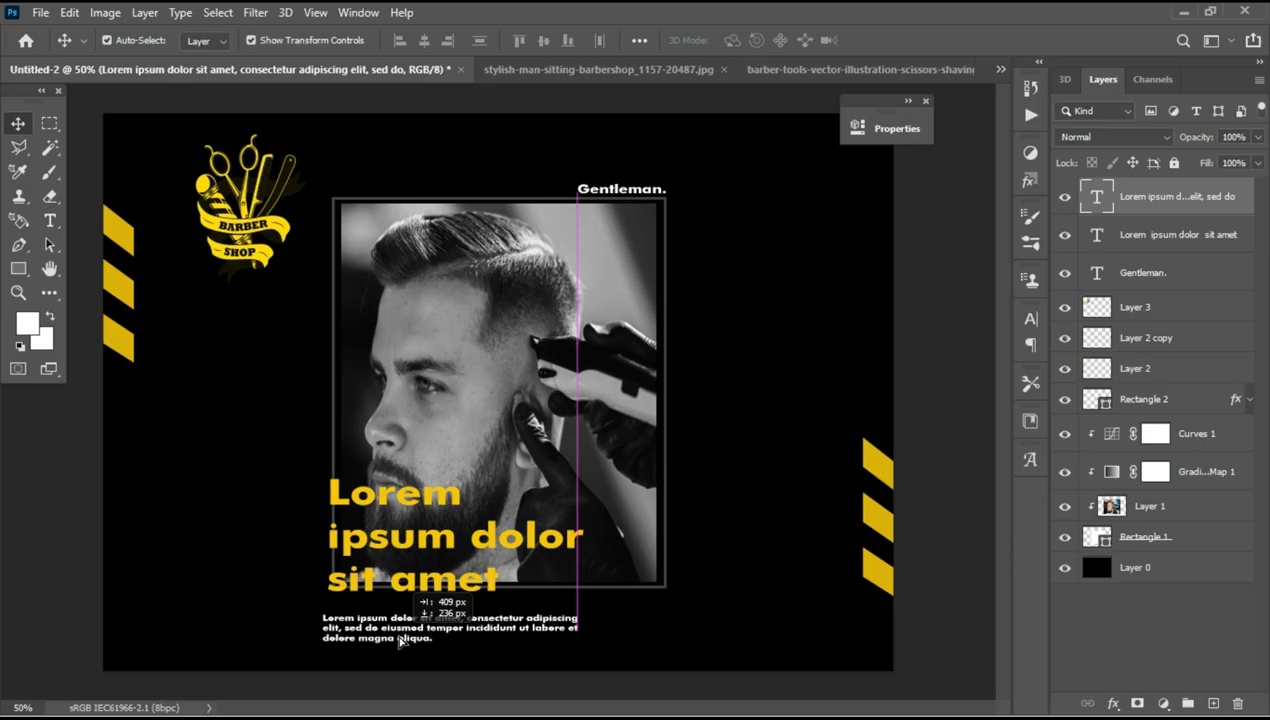 Ps File Edit Image Layer Type Select Filter 3D View Window Help
Auto-Select: Layer Show Transform Controls 3D Mode:
Untitled-2 @ 50% (Lorem ipsum dolor sit amet, consectetur adipiscing elit, sed do, RGB/8) * × stylish-man-sitting-barbershop_1157-20487.jpg × barber-tools-vector-illustration-scissors-shaving
3D Layers Channels
Properties
Kind
Normal Opacity: 100%
Lock: Fill: 100%
Lorem ipsum d...elit, sed do
Lorem ipsum dolor sit amet
Gentleman.
Layer 3
Layer 2 copy
Layer 2
Rectangle 2 fx
Curves 1
Gradi...Map 1
Layer 1
Rectangle 1
Layer 0
BARBER
SHOP
Gentleman.
Lorem
ipsum dolor
sit amet
409 px
236 px
Lorem ipsum dolor sit amet, consectetur adipiscing
elit, sed do eiusmod tempor incididunt ut labore et
dolore magna aliqua.
50% sRGB IEC61966-2.1 (8bpc)